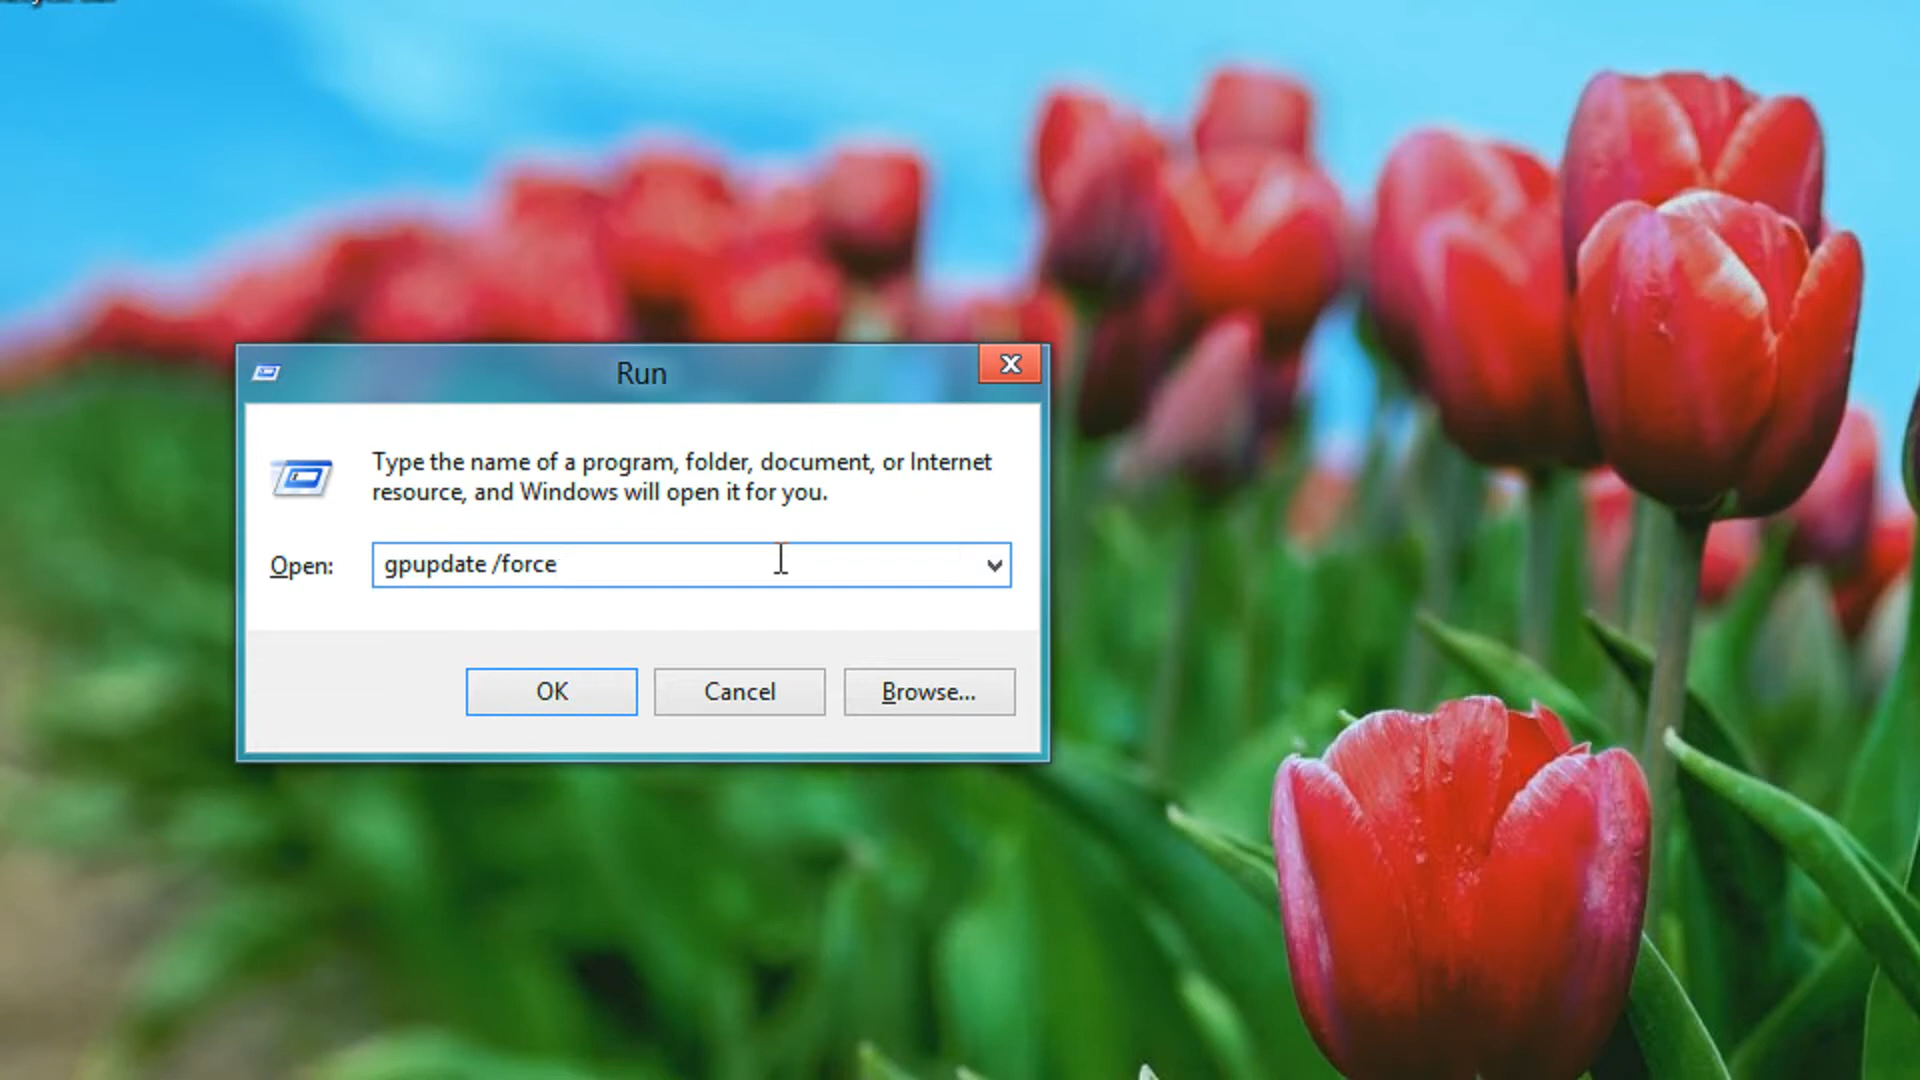 Run
Type the name of a program, folder, document, or Internet
resource, and Windows will open it for you.
Open:
gpupdate /force
OK
Cancel
Browse...